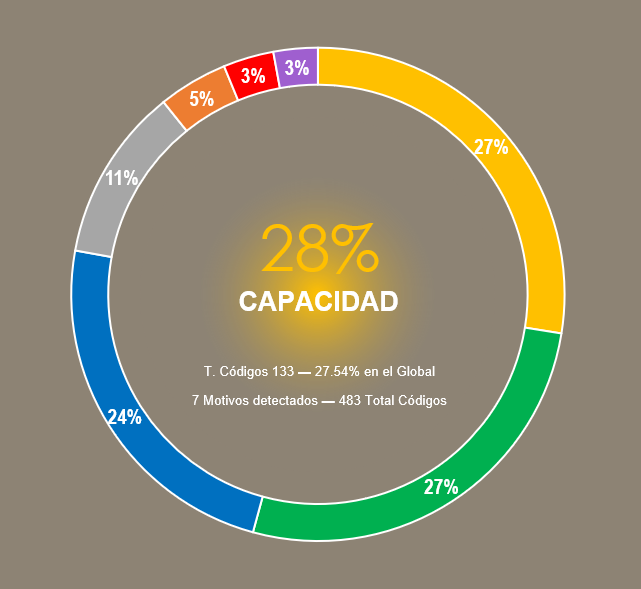 3%
3%
5%
27%
11%
28%
CAPACIDAD
T. Códigos 133 — 27.54% en el Global
7 Motivos detectados — 483 Total Códigos
24%
27%